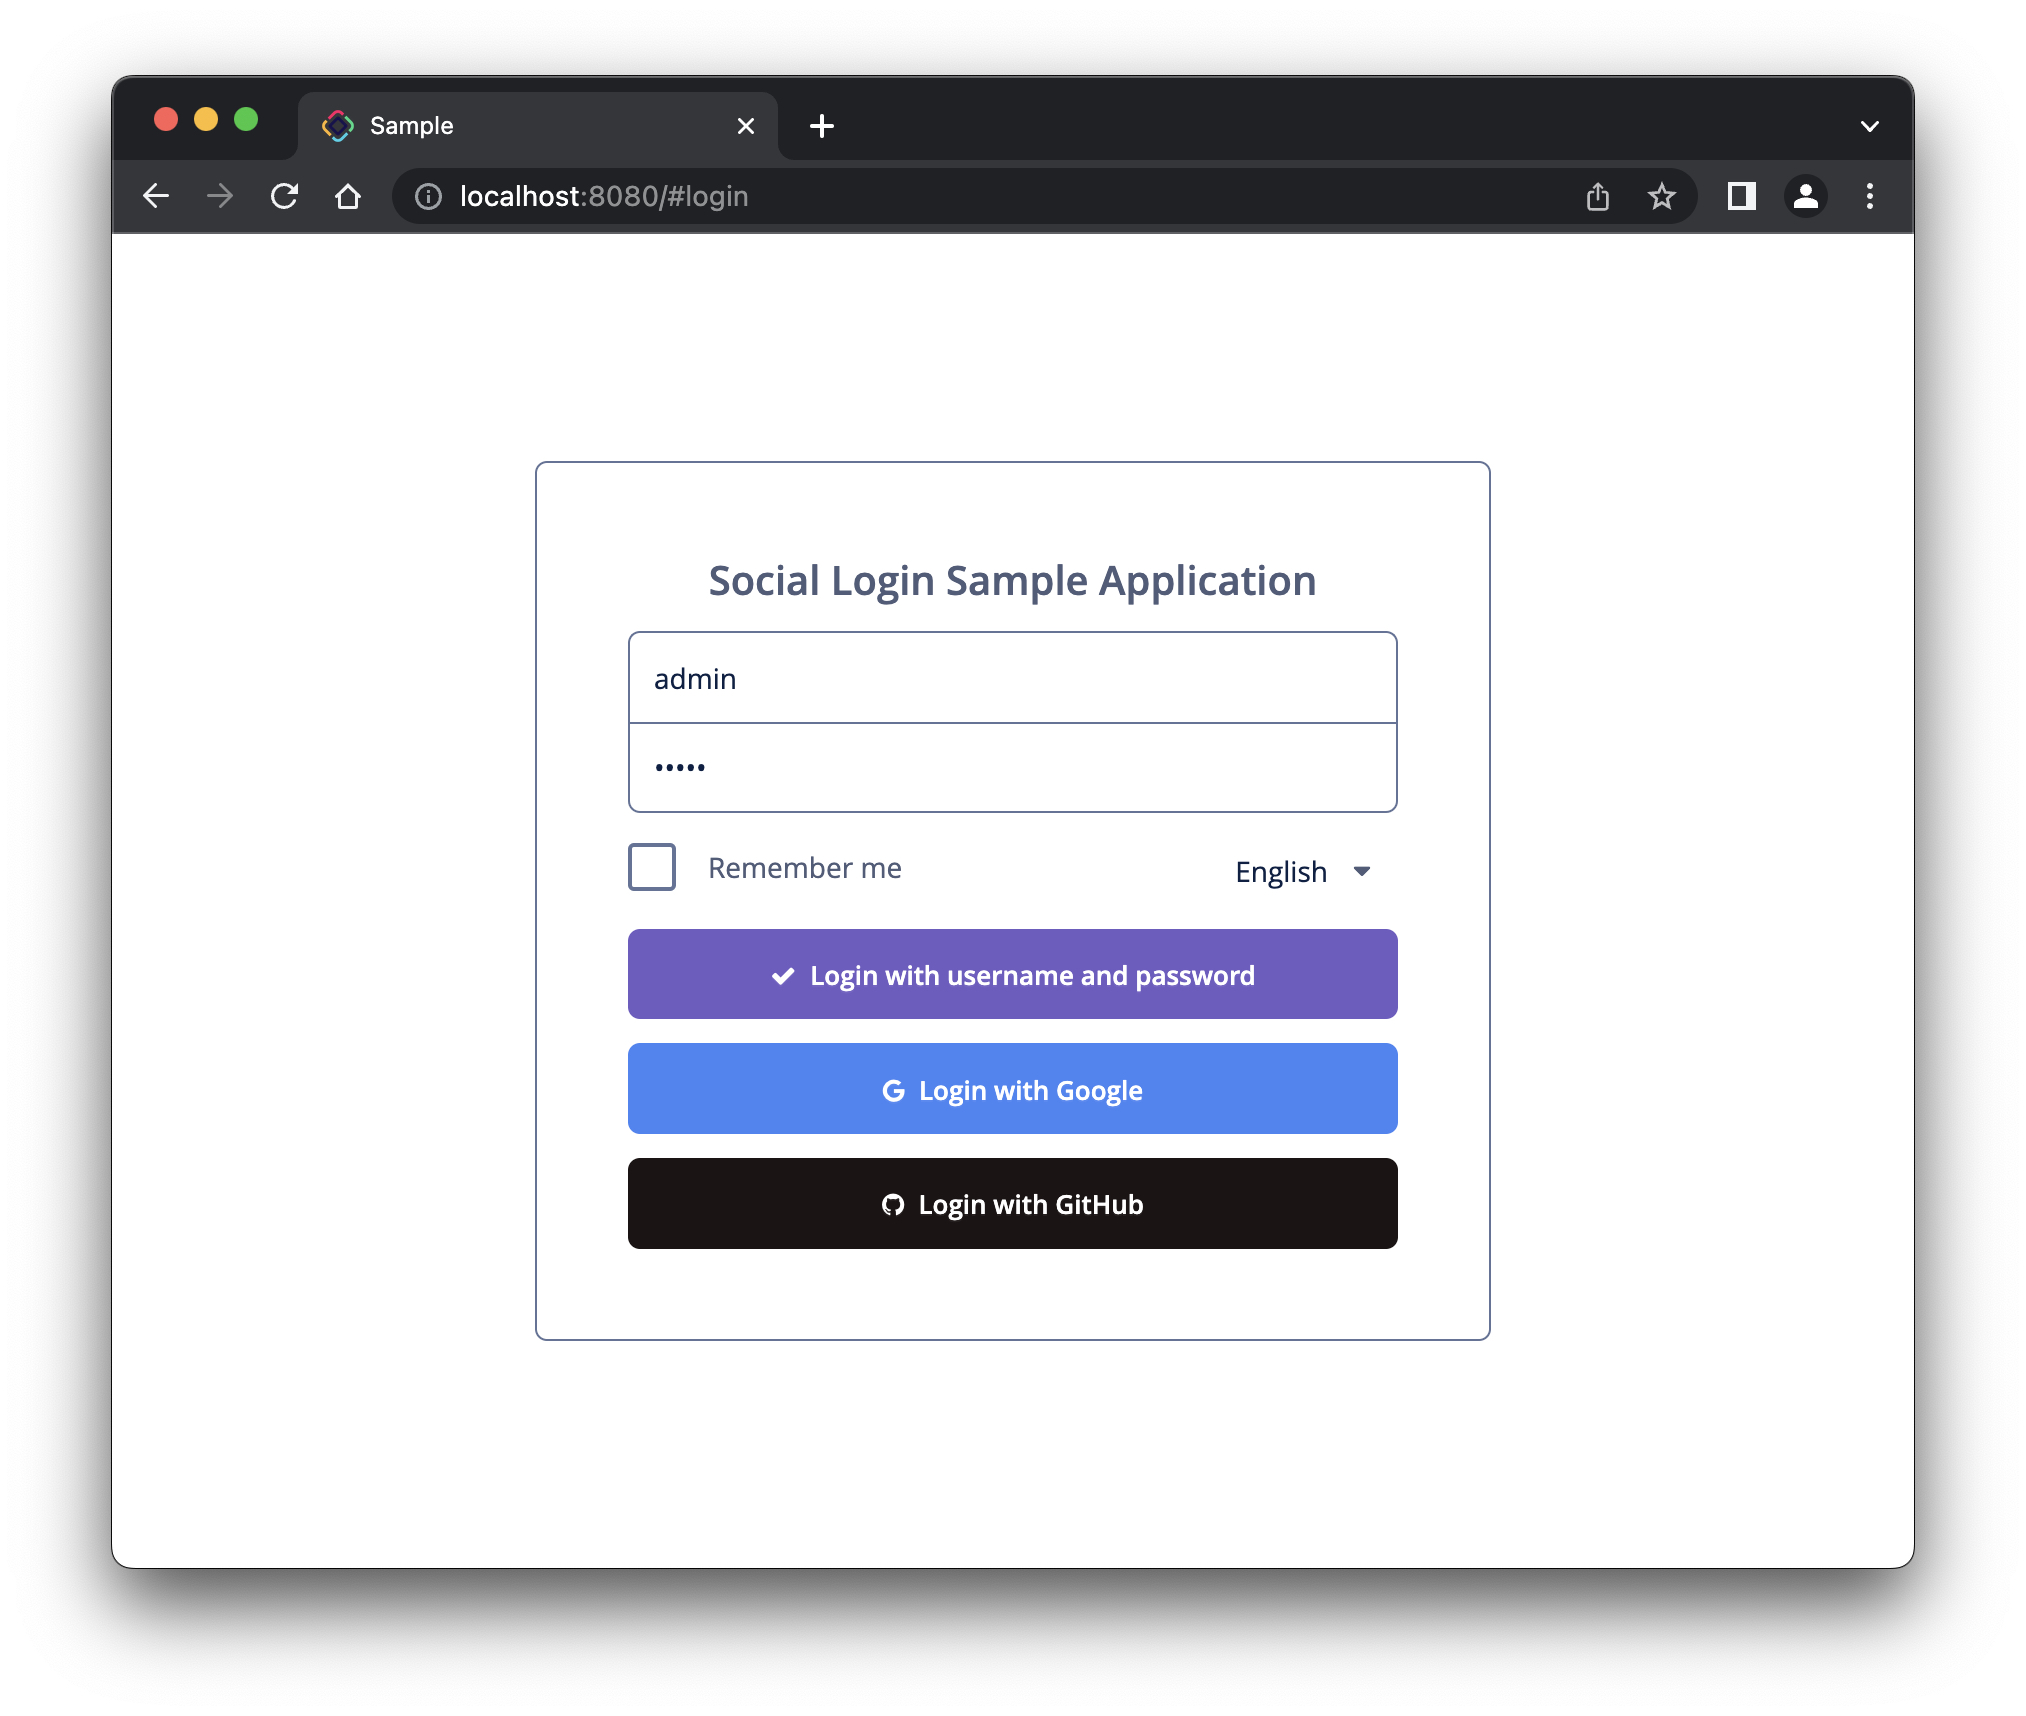 Sample
localhost:8080/#login
Social Login Sample Application
admin
•••••
Remember me
English
Login with username and password
Login with Google
Login with GitHub